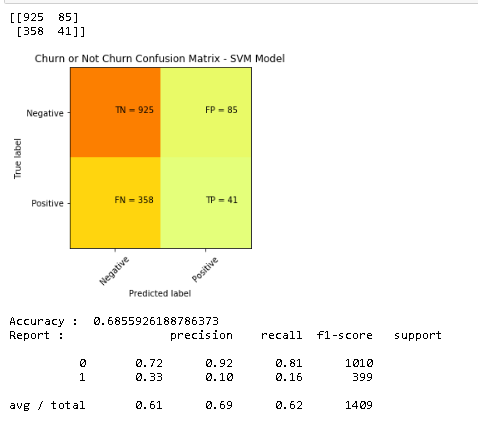 [[925 85]
[358 41]]
Churn or Not Churn Confusion Matrix - SVM Model
Negative
TN = 925 FP = 85
True label
Positive
FN = 358 TP = 41
Negative Positive
Predicted label
Accuracy : 0.6855926188786373
Report : precision recall f1-score support
0 0.72 0.92 0.81 1010
1 0.33 0.10 0.16 399
avg / total 0.61 0.69 0.62 1409